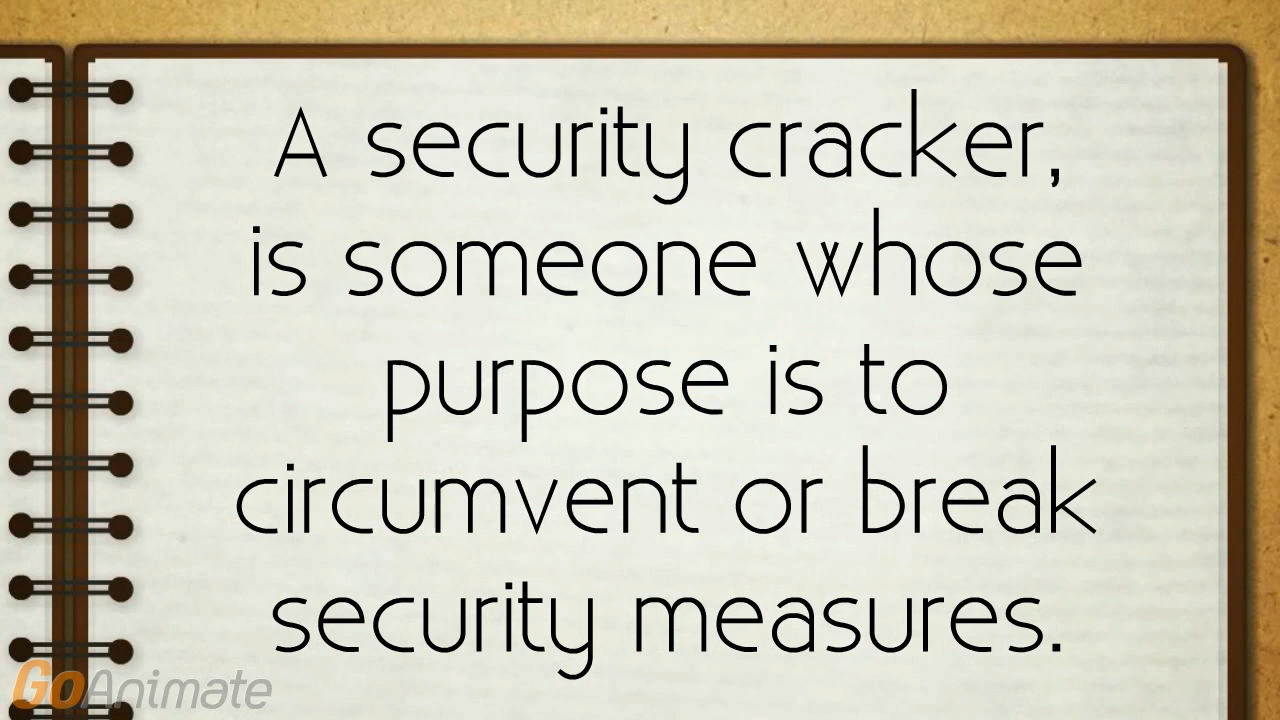 A security cracker,
is someone whose
purpose is to
circumvent or break
security measures.
GoAnimate